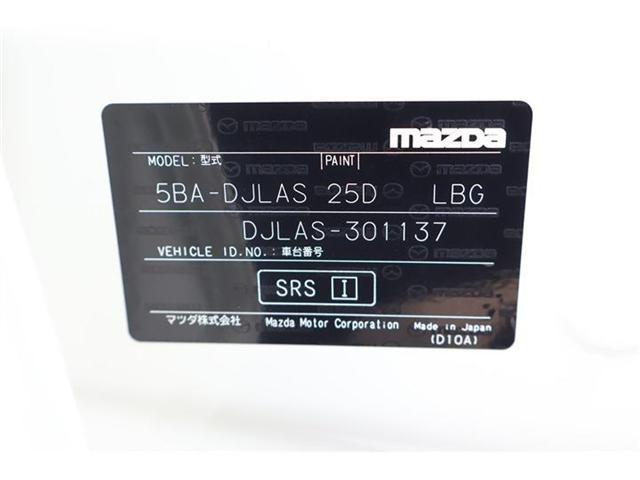 mazda
MODEL: 型式 |PAINT|
5BA-DJLAS 25D LBG
DJLAS-301137
VEHICLE ID.NO.: 車台番号
SRS I
マツダ株式会社 Mazda Motor Corporation Made in Japan
(D10A)